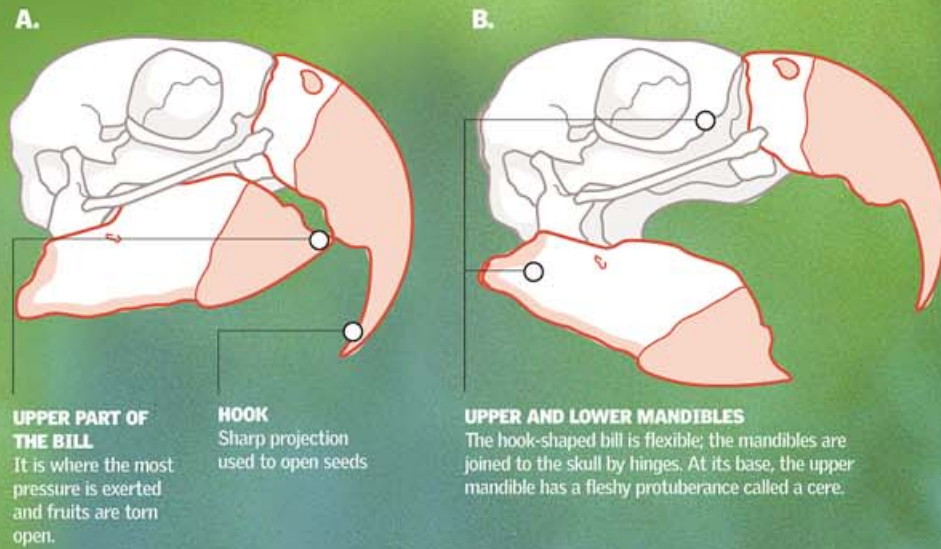 A.
B.
UPPER PART OF
THE BILL
It is where the most
pressure is exerted
and fruits are torn
open.
HOOK
Sharp projection
used to open seeds
UPPER AND LOWER MANDIBLES
The hook-shaped bill is flexible; the mandibles are
joined to the skull by hinges. At its base, the upper
mandible has a fleshy protuberance called a cere.